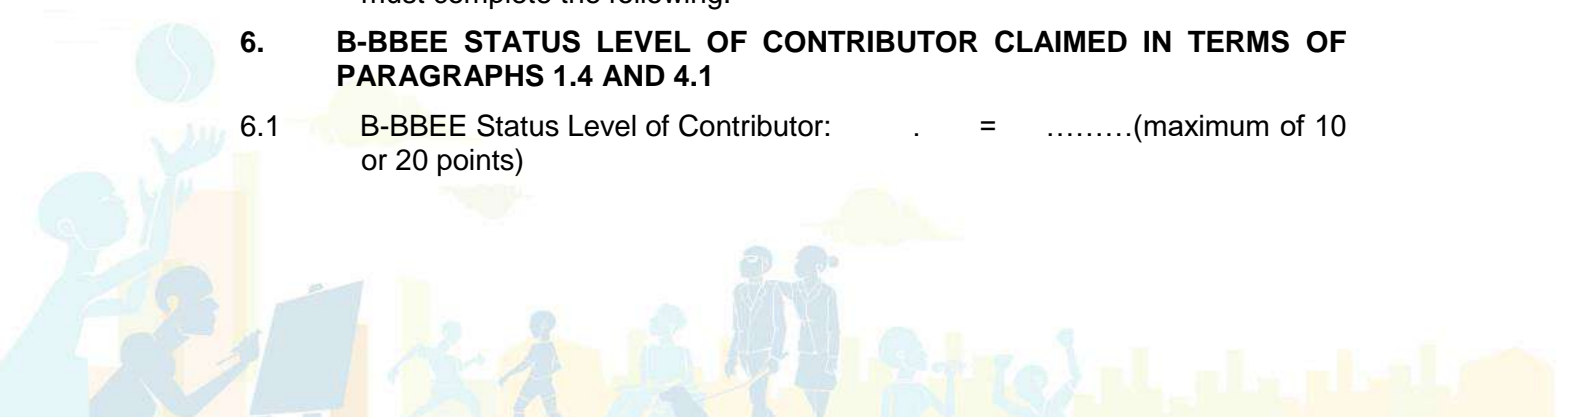 must complete the following:
6. B-BBEE STATUS LEVEL OF CONTRIBUTOR CLAIMED IN TERMS OF
PARAGRAPHS 1.4 AND 4.1
6.1 B-BBEE Status Level of Contributor: . = ………(maximum of 10
or 20 points)